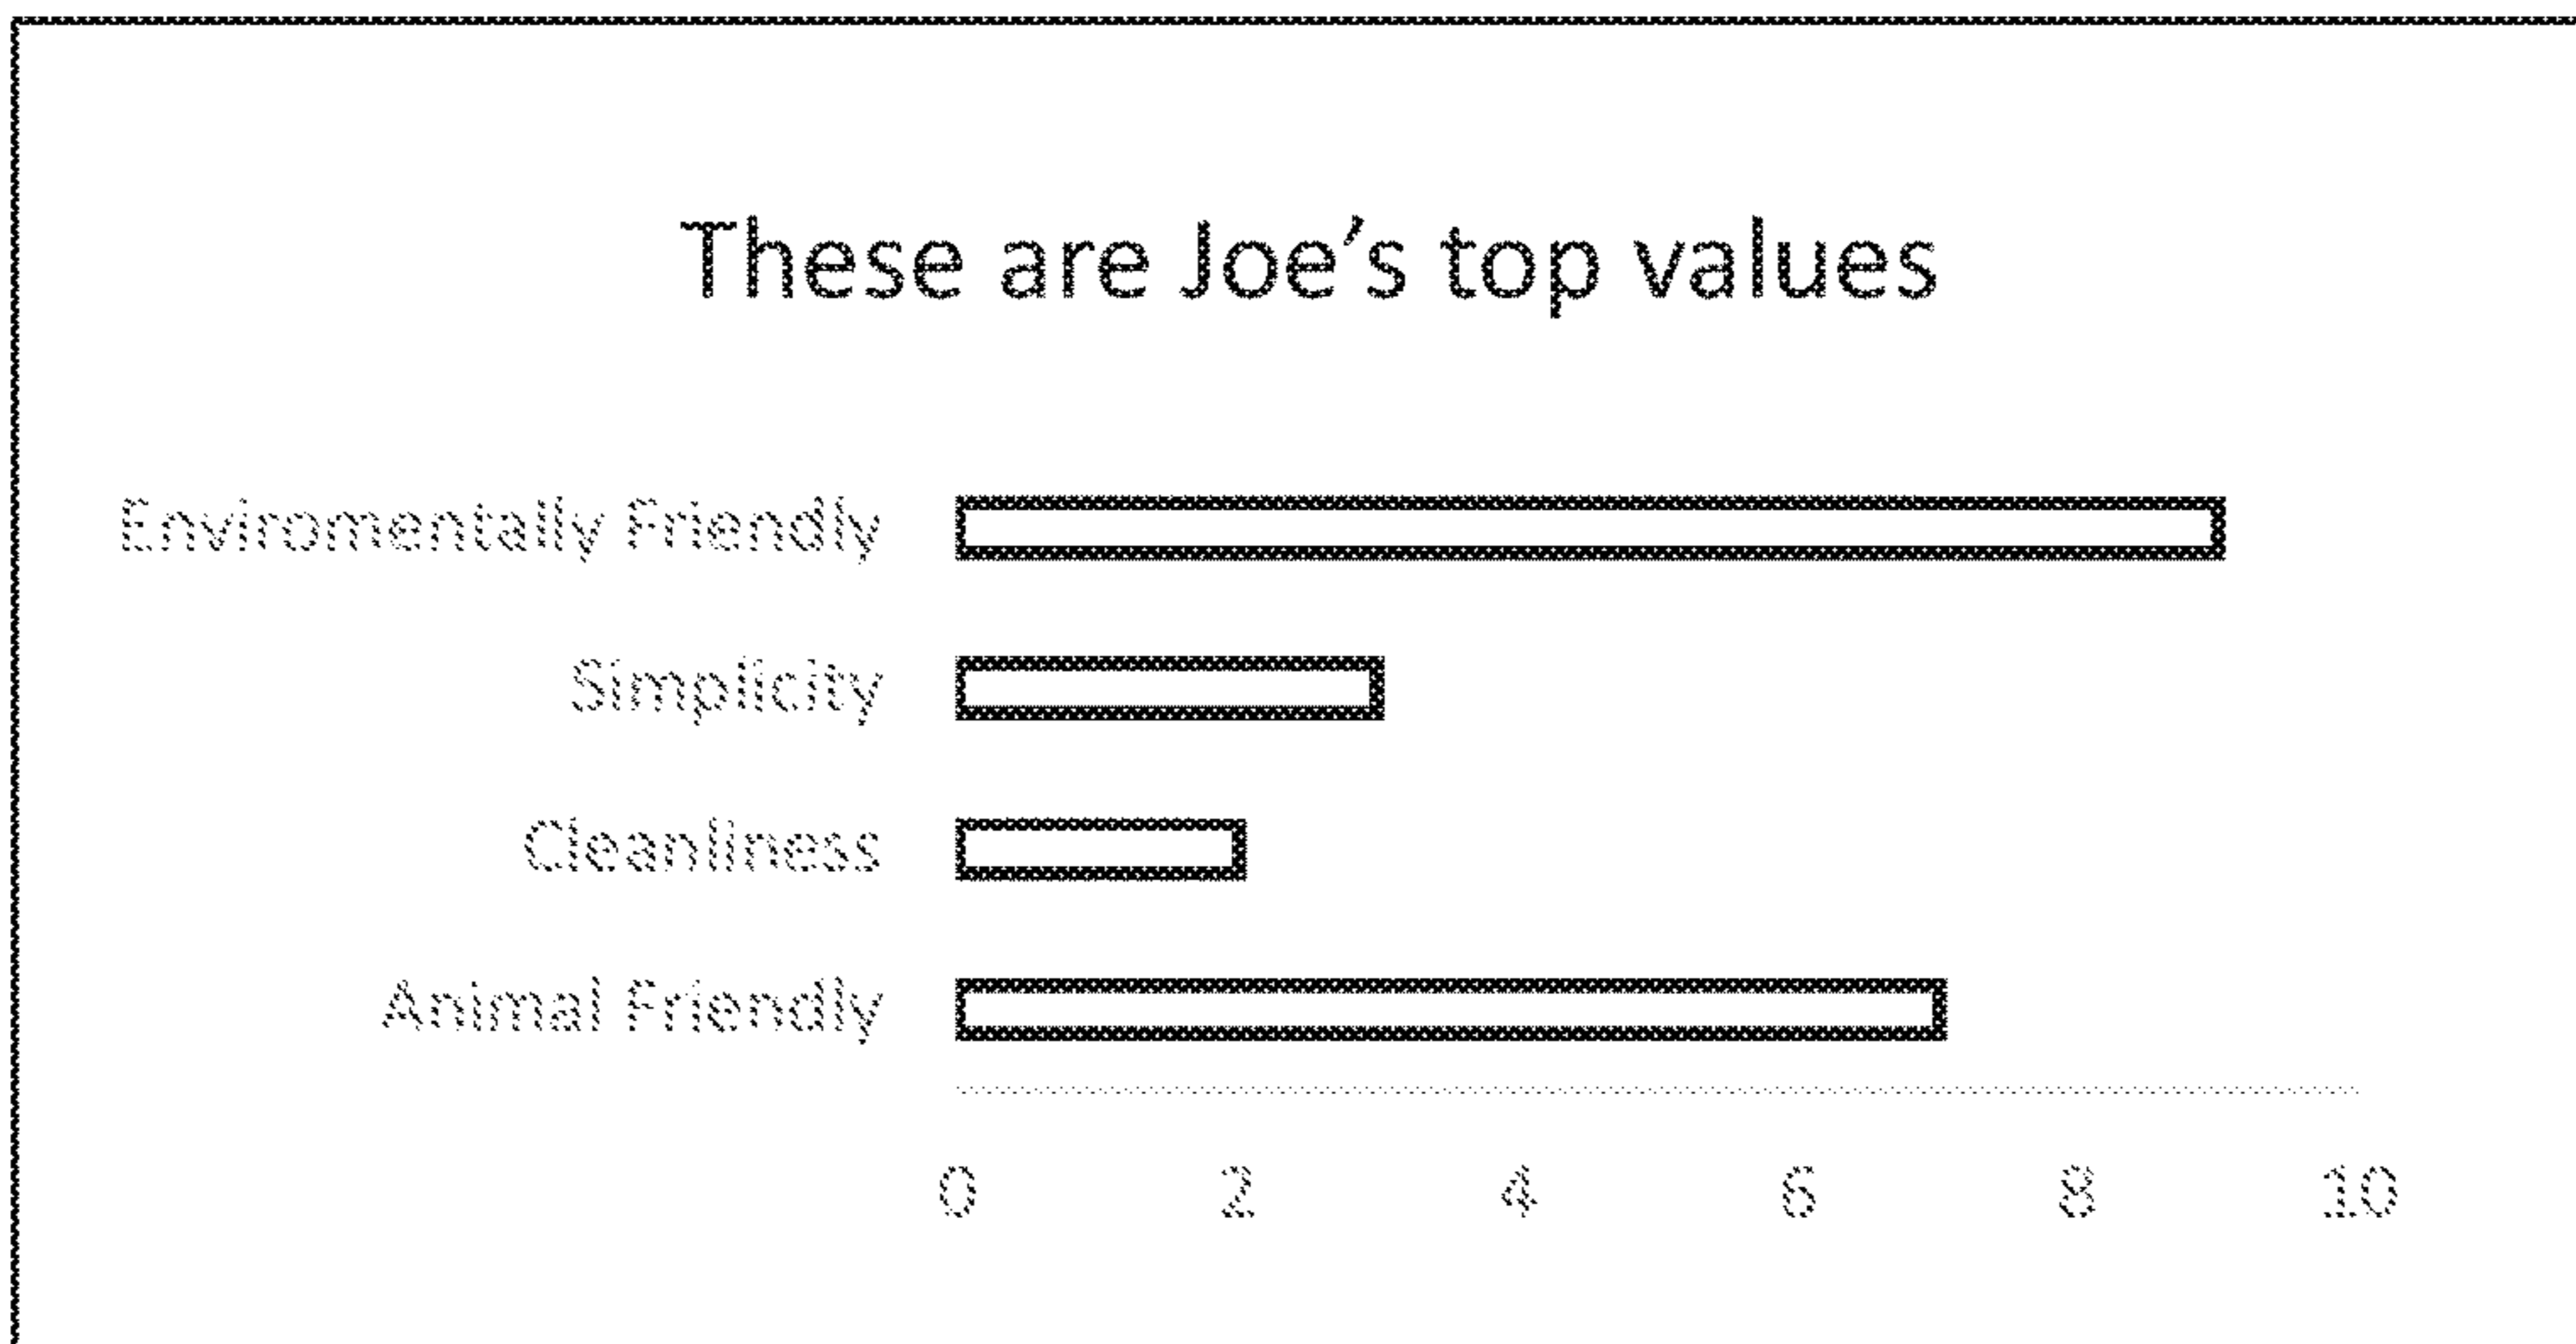 These are Joe’s top values
Enviromentally Friendly
Simplicity
Cleanliness
Animal Friendly
0 2 4 6 8 10